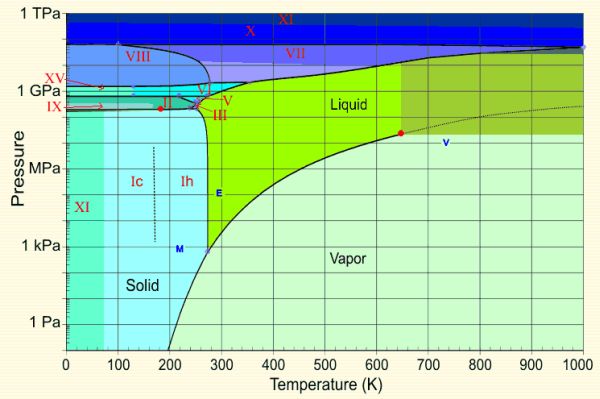 1 TPa
XI
X
VIII
VII
XV
VI
1 GPa
II
V
IX
III
Liquid
Pressure
V
MPa
Ic
Ih
E
XI
1 kPa
M
Vapor
Solid
1 Pa
0 100 200 300 400 500 600 700 800 900 1000
Temperature (K)